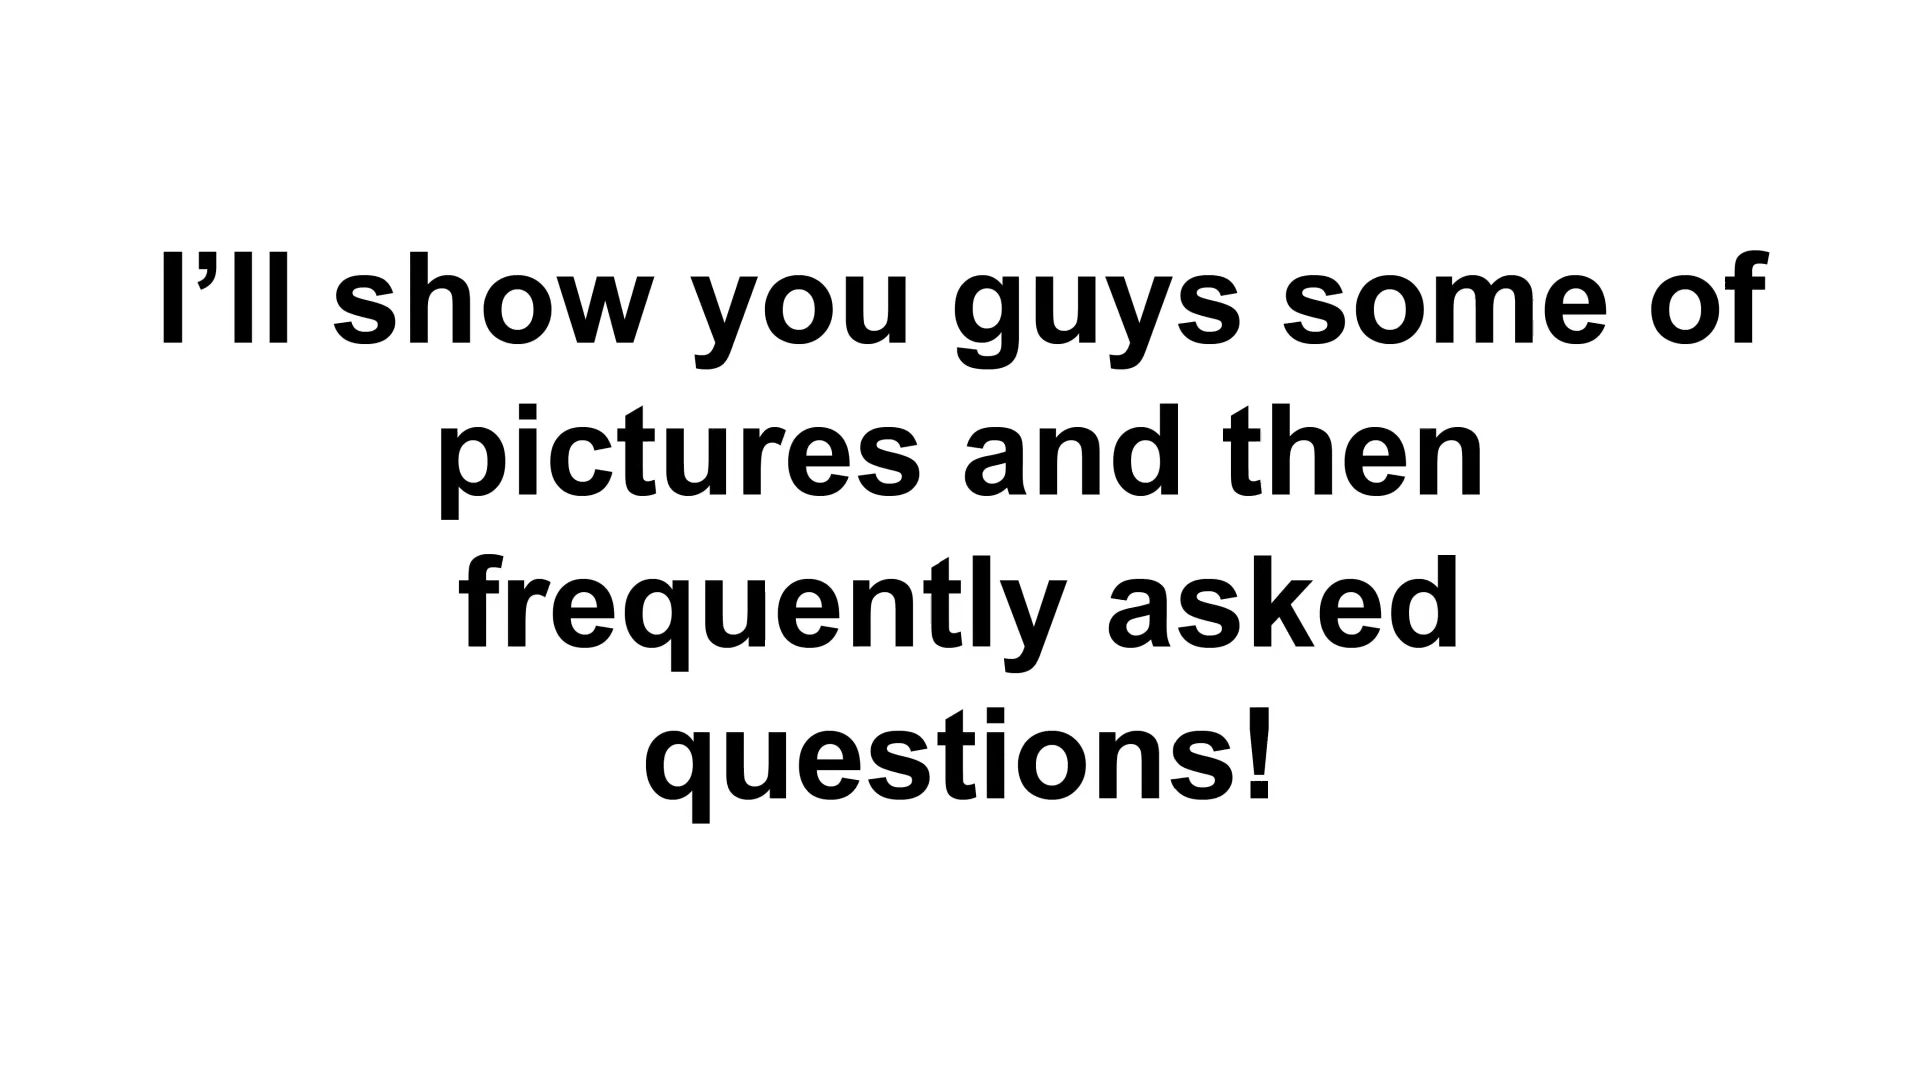 I’ll show you guys some of
pictures and then
frequently asked
questions!